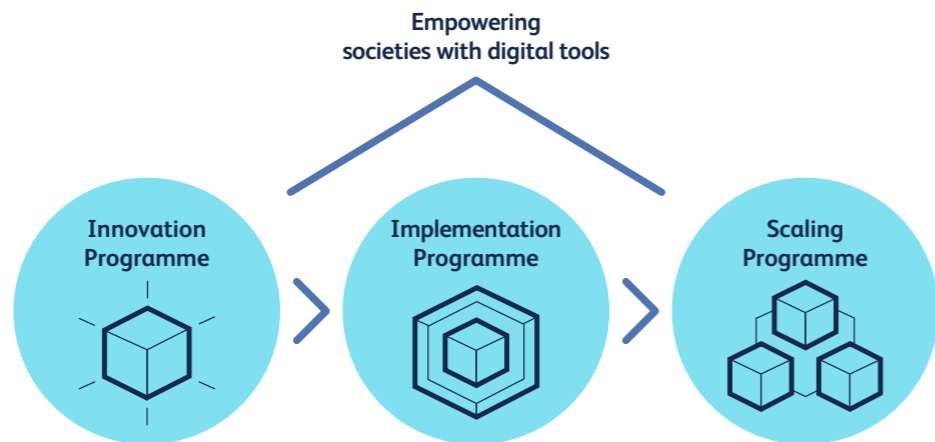 Empowering
societies with digital tools
Innovation
Programme
Implementation
Programme
Scaling
Programme